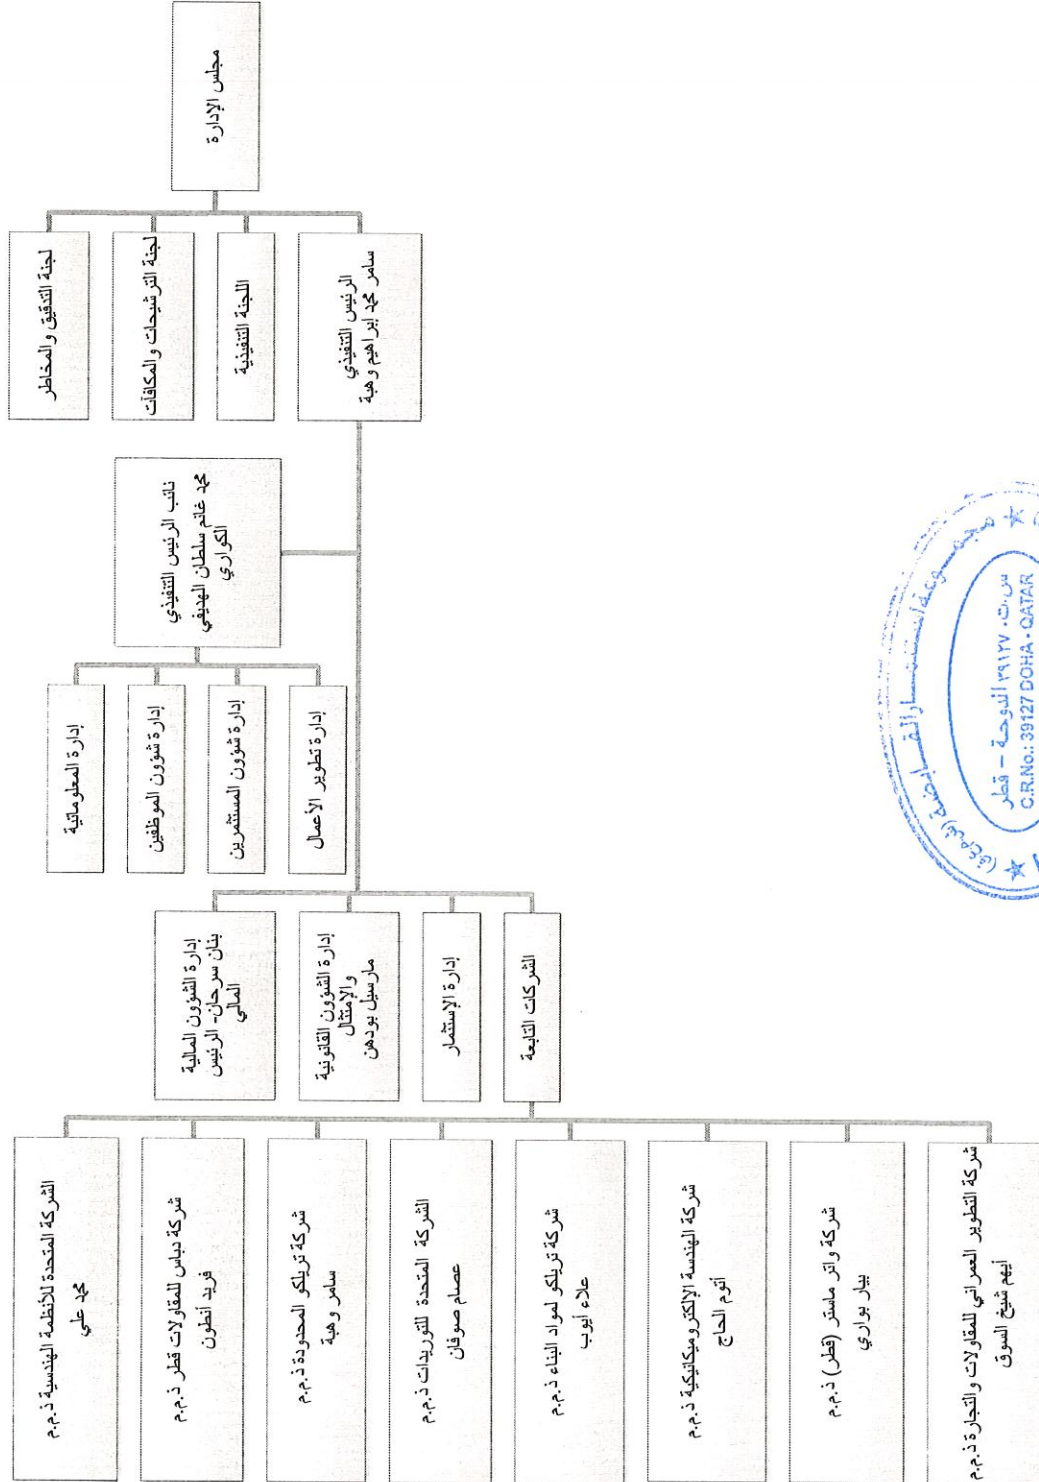 مجلس الإدارة
لجنة التدقيق والمخاطر
لجنة الترشيحات والمكافآت
اللجنة التنفيذية
الرئيس التنفيذي
سامر محمد ابراهيم وهبة
نائب الرئيس التنفيذي
محمد غانم سلطان الهديفي
الكواري
إدارة المعلوماتية
إدارة شؤون الموظفين
إدارة شؤون المستثمرين
إدارة تطوير الأعمال
إدارة الشؤون المالية
بنان سرحان- الرئيس
المالي
إدارة الشؤون القانونية
والإمتثال
مارسيل بودهن
إدارة الإستثمار
الشركات التابعة
الشركة المتحدة للأنظمة الهندسية ذ.م.م
محمد علي
شركة دباس للمقاولات قطر ذ.م.م
فريد أنطون
شركة تريلكو المحدودة ذ.م.م
سامر وهبة
الشركة المتحدة للتوريدات ذ.م.م
عصام صوفان
شركة تريلكو لمواد البناء ذ.م.م
علاء أيوب
شركة الهندسة الإلكتروميكانيكية ذ.م.م
أنوم الحاج
شركة واتر ماستر (قطر) ذ.م.م
بيار بواري
شركة التطوير العمراني للمقاولات والتجارة ذ.م.م
أيهم شيخ السوق
مجموعة استثمار القابضة (ش.م.ع.ق)
س.ت. ٣٩١٢٧ الدوحة - قطر
C.R.No.: 39127 DOHA - QATAR